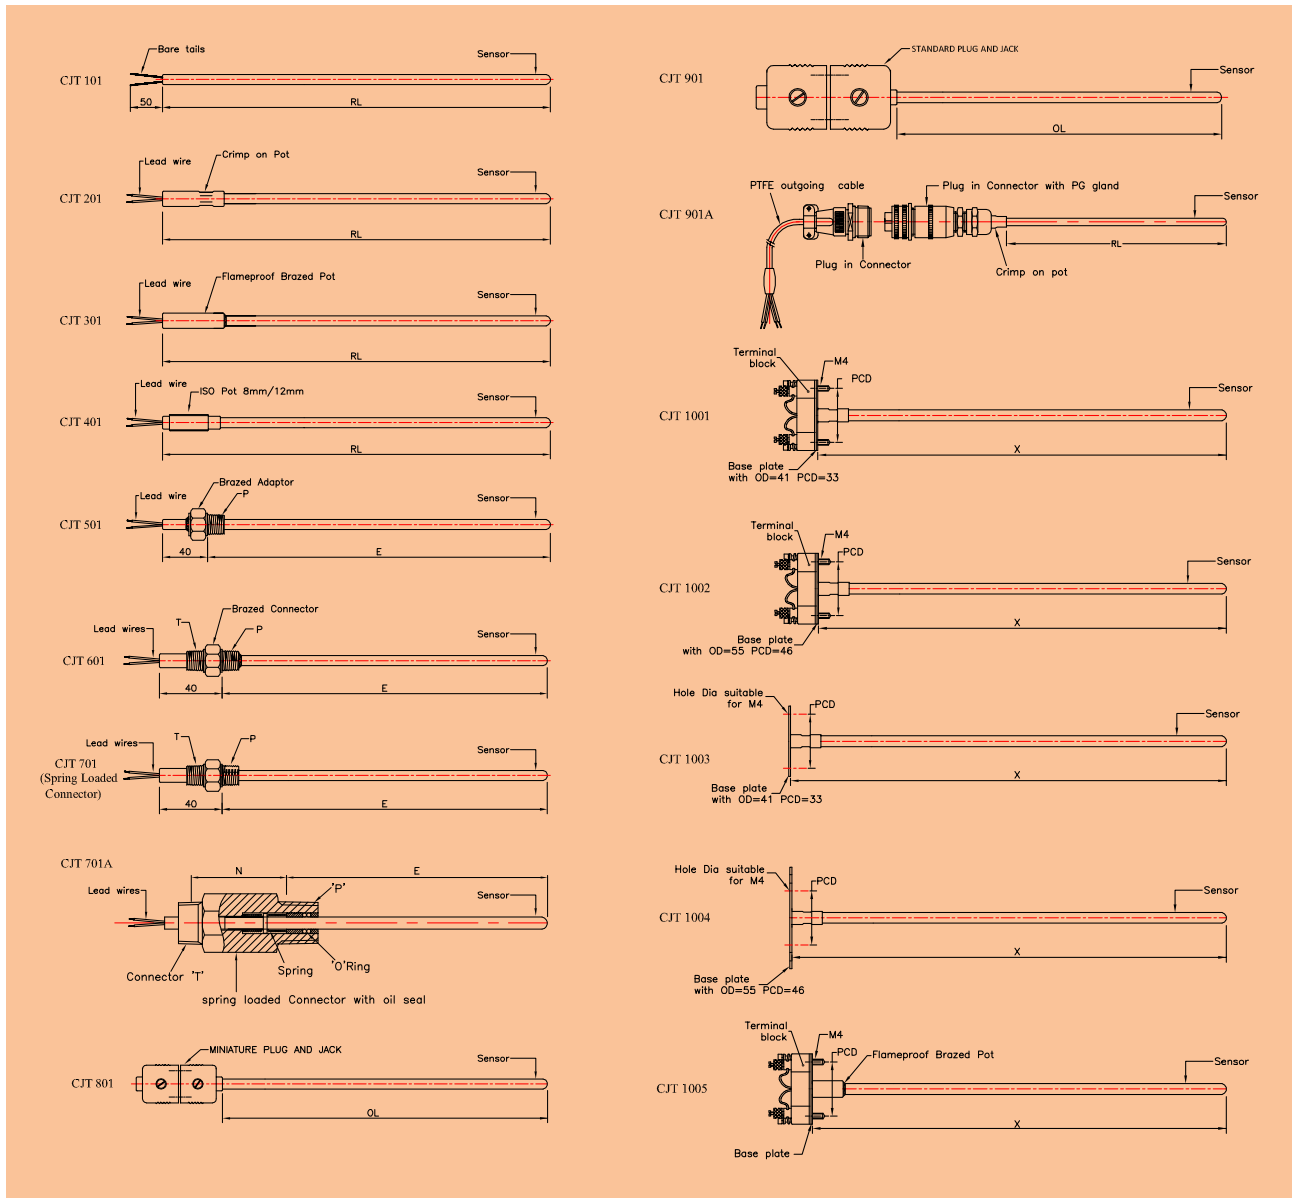 Bare tails
Sensor
CJT 101
50
RL
Crimp on Pot
Lead wire
Sensor
CJT 201
RL
Flameproof Brazed Pot
Lead wire
Sensor
CJT 301
RL
Lead wire
ISO Pot 8mm/12mm
Sensor
CJT 401
RL
Brazed Adaptor
P
Lead wire
Sensor
CJT 501
40
E
Brazed Connector
T
P
Lead wires
Sensor
CJT 601
40
E
T
P
Lead wires
Sensor
CJT 701
(Spring Loaded
Connector)
40
E
CJT 701A
N
E
Lead wires
'P'
Sensor
Connector 'T'
Spring
'O'Ring
spring loaded Connector with oil seal
MINIATURE PLUG AND JACK
Sensor
CJT 801
OL
STANDARD PLUG AND JACK
Sensor
CJT 901
OL
PTFE outgoing cable
Plug in Connector with PG gland
Sensor
CJT 901A
RL
Plug in Connector
Crimp on pot
Terminal
block
M4
PCD
Sensor
CJT 1001
X
Base plate
with OD=41 PCD=33
Terminal
block
M4
PCD
Sensor
CJT 1002
X
Base plate
with OD=55 PCD=46
Hole Dia suitable
for M4
PCD
Sensor
CJT 1003
X
Base plate
with OD=41 PCD=33
Hole Dia suitable
for M4
PCD
Sensor
CJT 1004
X
Base plate
with OD=55 PCD=46
Terminal
block
M4
PCD
Flameproof Brazed Pot
Sensor
CJT 1005
X
Base plate